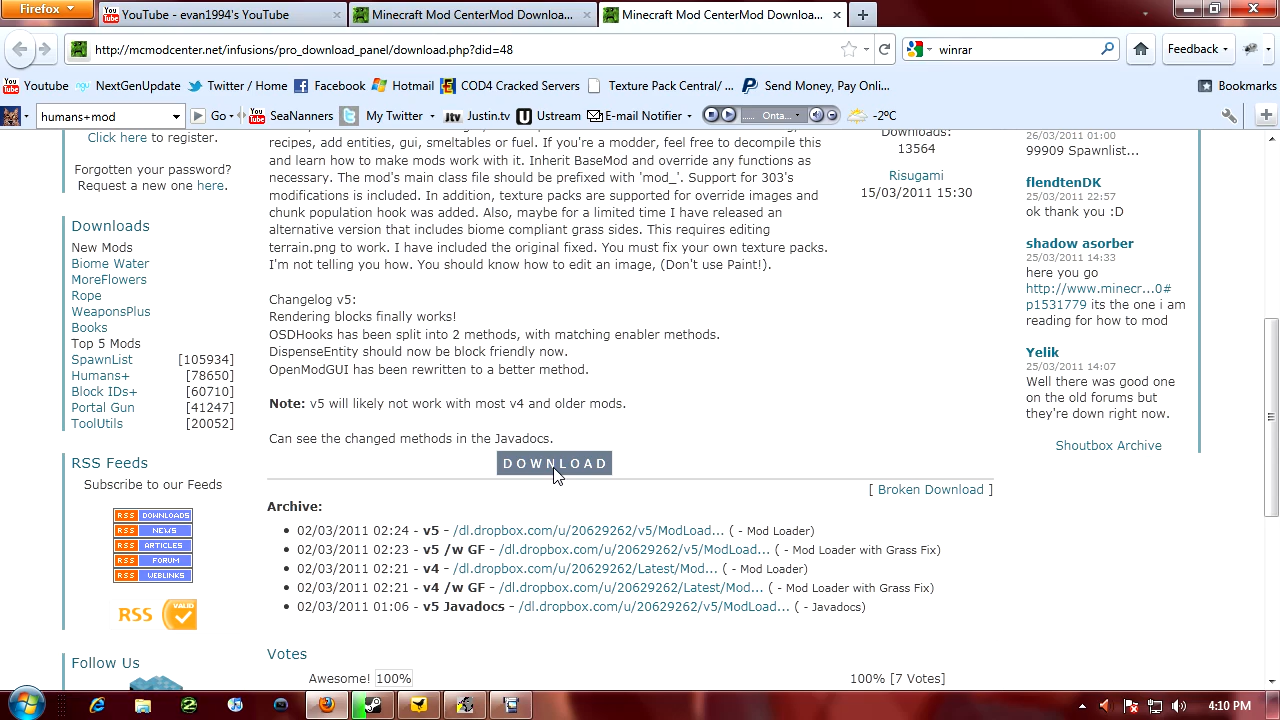 Firefox
YouTube - evan1994's YouTube
Minecraft Mod CenterMod Downloa...
Minecraft Mod CenterMod Downloa...
http://mcmodcenter.net/infusions/pro_download_panel/download.php?did=48
winrar
Feedback
Youtube
NextGenUpdate
Twitter / Home
Facebook
Hotmail
COD4 Cracked Servers
Texture Pack Central/ ...
Send Money, Pay Onli...
Bookmarks
humans+mod
Go
SeaNanners
My Twitter
Justin.tv
Ustream
E-mail Notifier
Onta...
-2°C
Click here to register.
Forgotten your password?
Request a new one here.
Downloads
New Mods
Biome Water
MoreFlowers
Rope
WeaponsPlus
Books
Top 5 Mods
SpawnList [105934]
Humans+ [78650]
Block IDs+ [60710]
Portal Gun [41247]
ToolUtils [20052]
RSS Feeds
Subscribe to our Feeds
RSS DOWNLOADS
RSS NEWS
RSS ARTICLES
RSS FORUM
RSS WEBLINKS
RSS VALID
Follow Us
recipes, add entities, gui, smeltables or fuel. If you're a modder, feel free to decompile this
and learn how to make mods work with it. Inherit BaseMod and override any functions as
necessary. The mod's main class file should be prefixed with 'mod_'. Support for 303's
modifications is included. In addition, texture packs are supported for override images and
chunk population hook was added. Also, maybe for a limited time I have released an
alternative version that includes biome compliant grass sides. This requires editing
terrain.png to work. I have included the original fixed. You must fix your own texture packs.
I'm not telling you how. You should know how to edit an image, (Don't use Paint!).
Changelog v5:
Rendering blocks finally works!
OSDHooks has been split into 2 methods, with matching enabler methods.
DispenseEntity should now be block friendly now.
OpenModGUI has been rewritten to a better method.
Note: v5 will likely not work with most v4 and older mods.
Can see the changed methods in the Javadocs.
DOWNLOAD
[ Broken Download ]
Archive:
02/03/2011 02:24 - v5 - /dl.dropbox.com/u/20629262/v5/ModLoad... ( - Mod Loader)
02/03/2011 02:23 - v5 /w GF - /dl.dropbox.com/u/20629262/v5/ModLoad... ( - Mod Loader with Grass Fix)
02/03/2011 02:21 - v4 - /dl.dropbox.com/u/20629262/Latest/Mod... ( - Mod Loader)
02/03/2011 02:21 - v4 /w GF - /dl.dropbox.com/u/20629262/Latest/Mod... ( - Mod Loader with Grass Fix)
02/03/2011 01:06 - v5 Javadocs - /dl.dropbox.com/u/20629262/v5/ModLoad... ( - Javadocs)
Votes
Awesome! 100% 100% [7 Votes]
Downloads:
13564
Risugami
15/03/2011 15:30
26/03/2011 01:00
99909 Spawnlist...
flendtenDK
25/03/2011 22:57
ok thank you :D
shadow asorber
25/03/2011 14:33
here you go
http://www.minecr...0#
p1531779 its the one i am
reading for how to mod
Yelik
25/03/2011 14:07
Well there was good one
on the old forums but
they're down right now.
Shoutbox Archive
4:10 PM